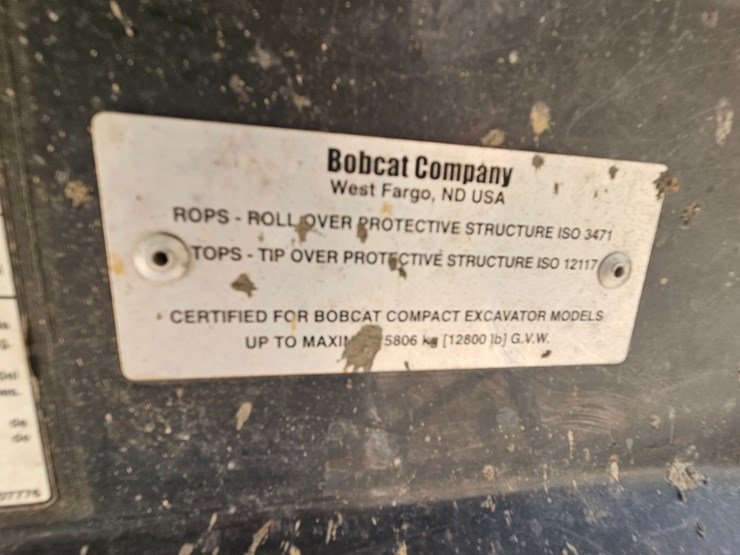 Bobcat Company
West Fargo, ND USA
ROPS - ROLL OVER PROTECTIVE STRUCTURE ISO 3471
TOPS - TIP OVER PROTECTIVE STRUCTURE ISO 12117
CERTIFIED FOR BOBCAT COMPACT EXCAVATOR MODELS
UP TO 5806 kg [12800 lb] G.V.W.